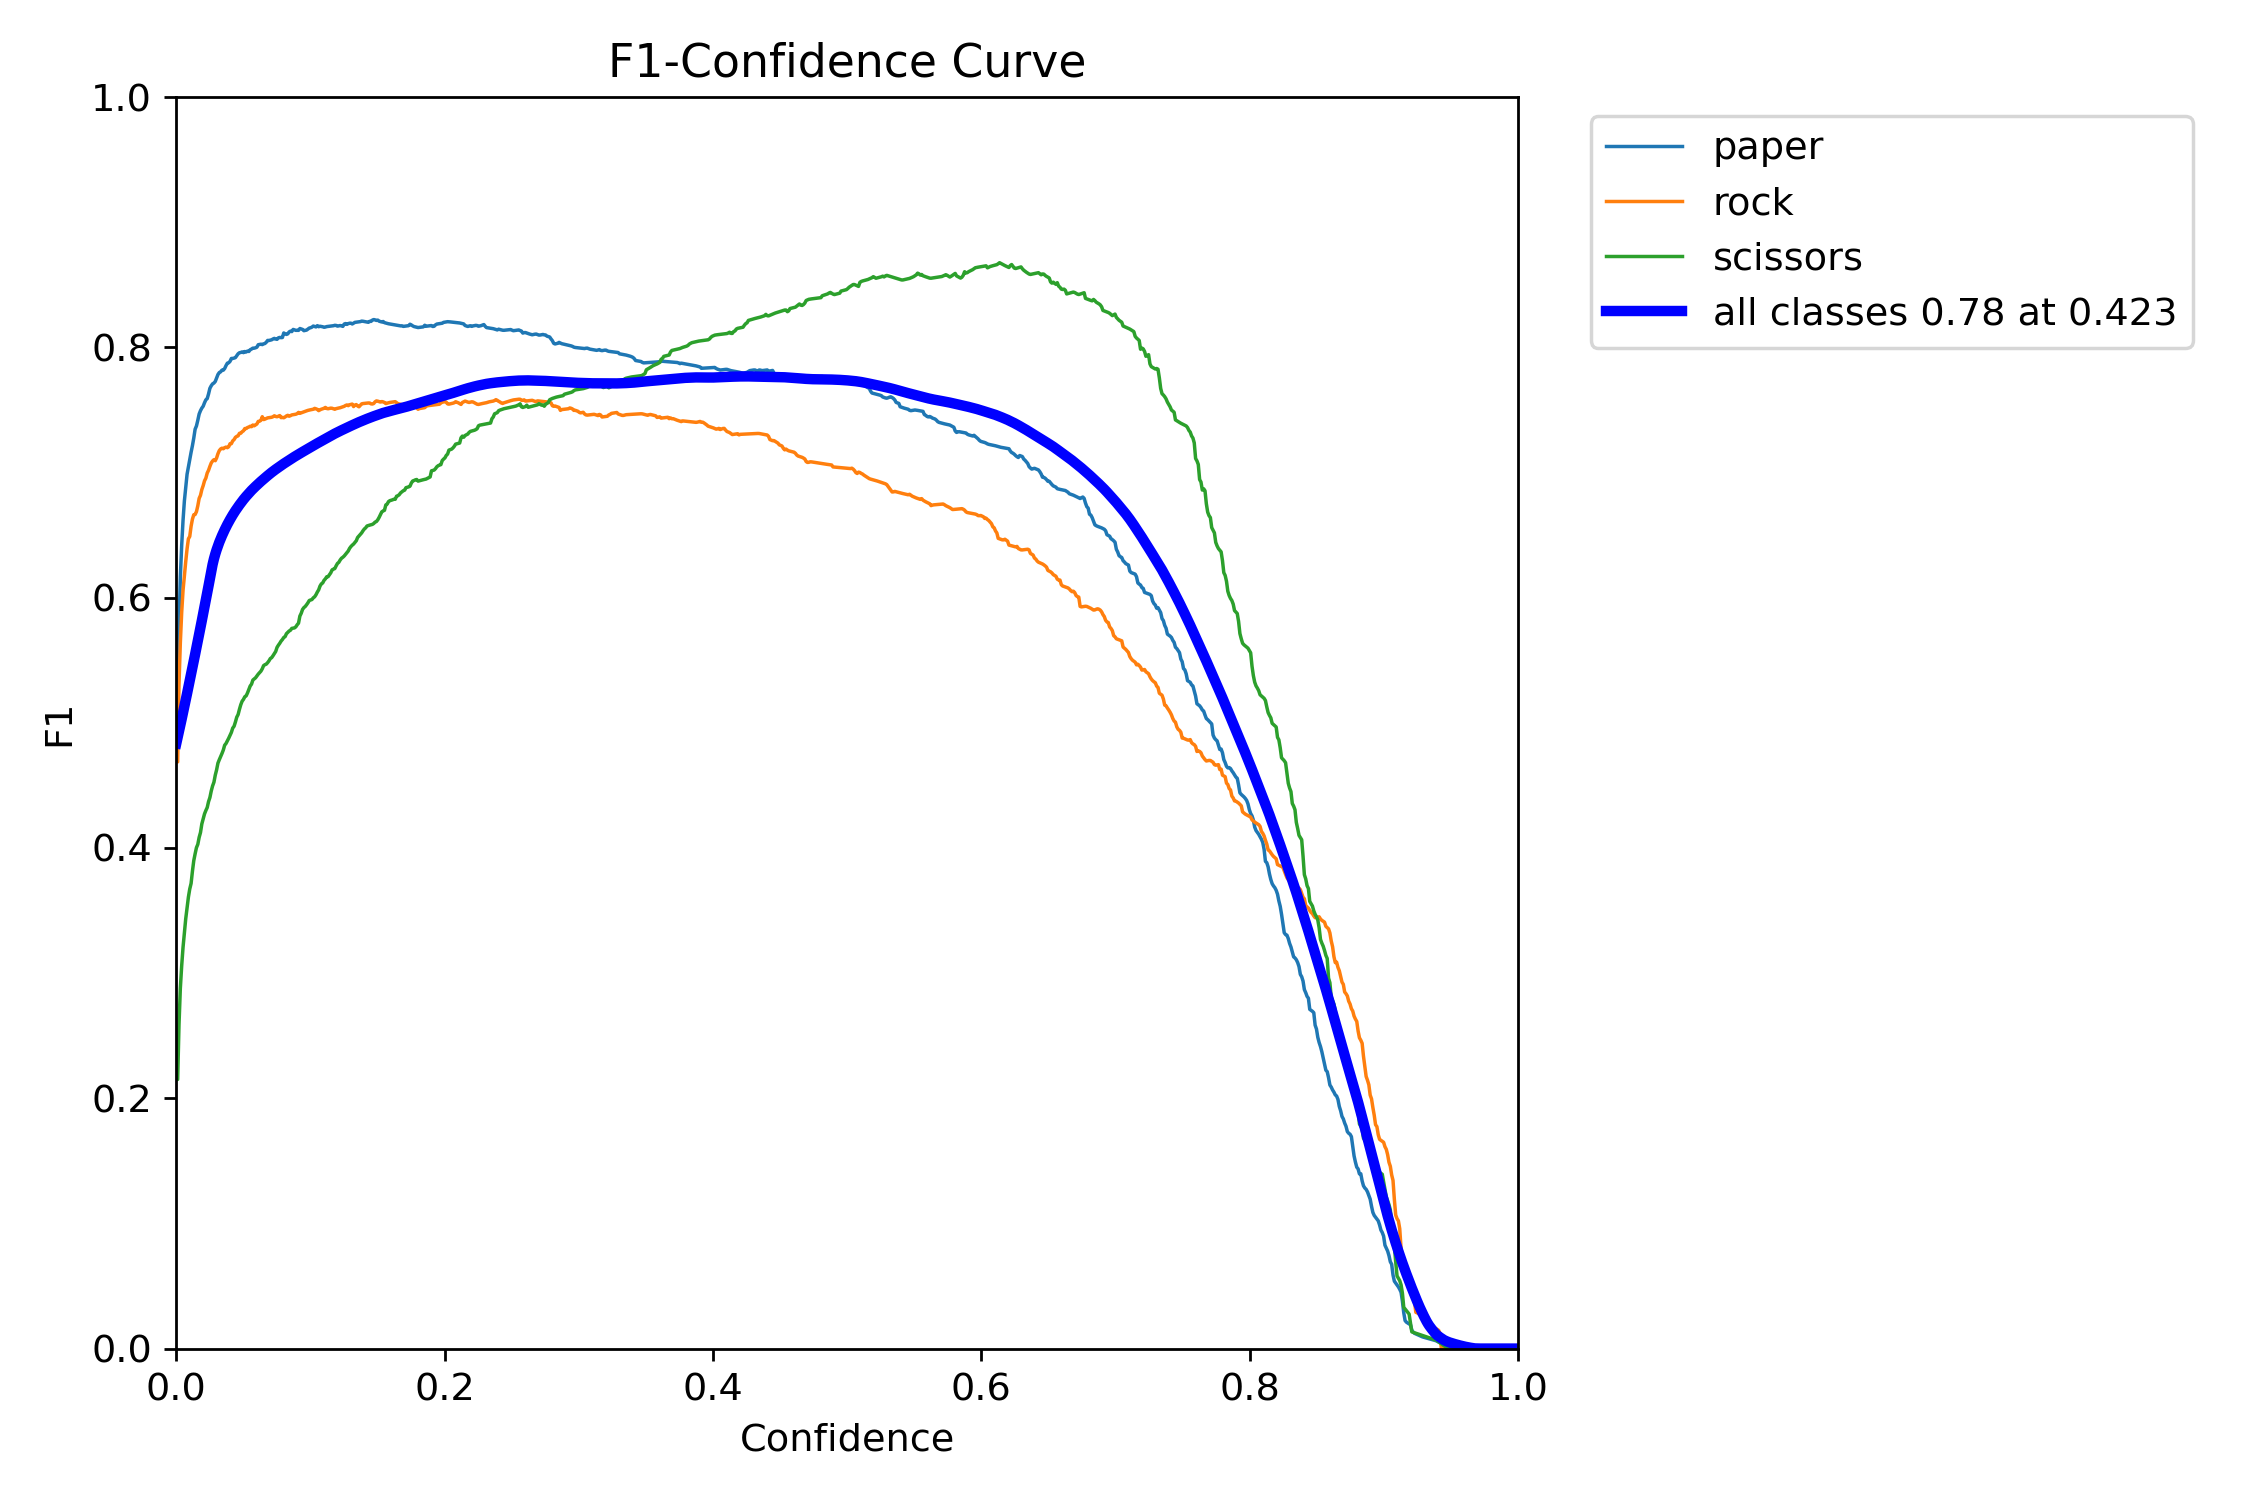 F1-Confidence Curve
1.0
0.8
0.6
0.4
0.2
0.0
F1
0.0 0.2 0.4 0.6 0.8 1.0
Confidence
paper
rock
scissors
all classes 0.78 at 0.423